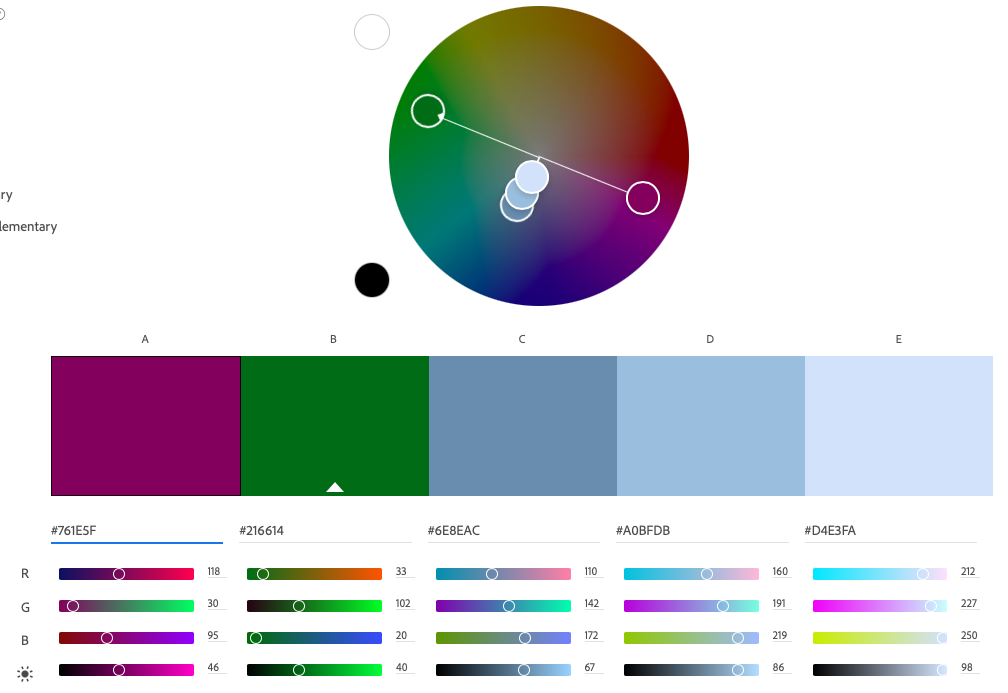 ry
lementary
A B C D E
#761E5F #216614 #6E8EAC #A0BFDB #D4E3FA
R 118 33 110 160 212
G 30 102 142 191 227
B 95 20 172 219 250
46 40 67 86 98